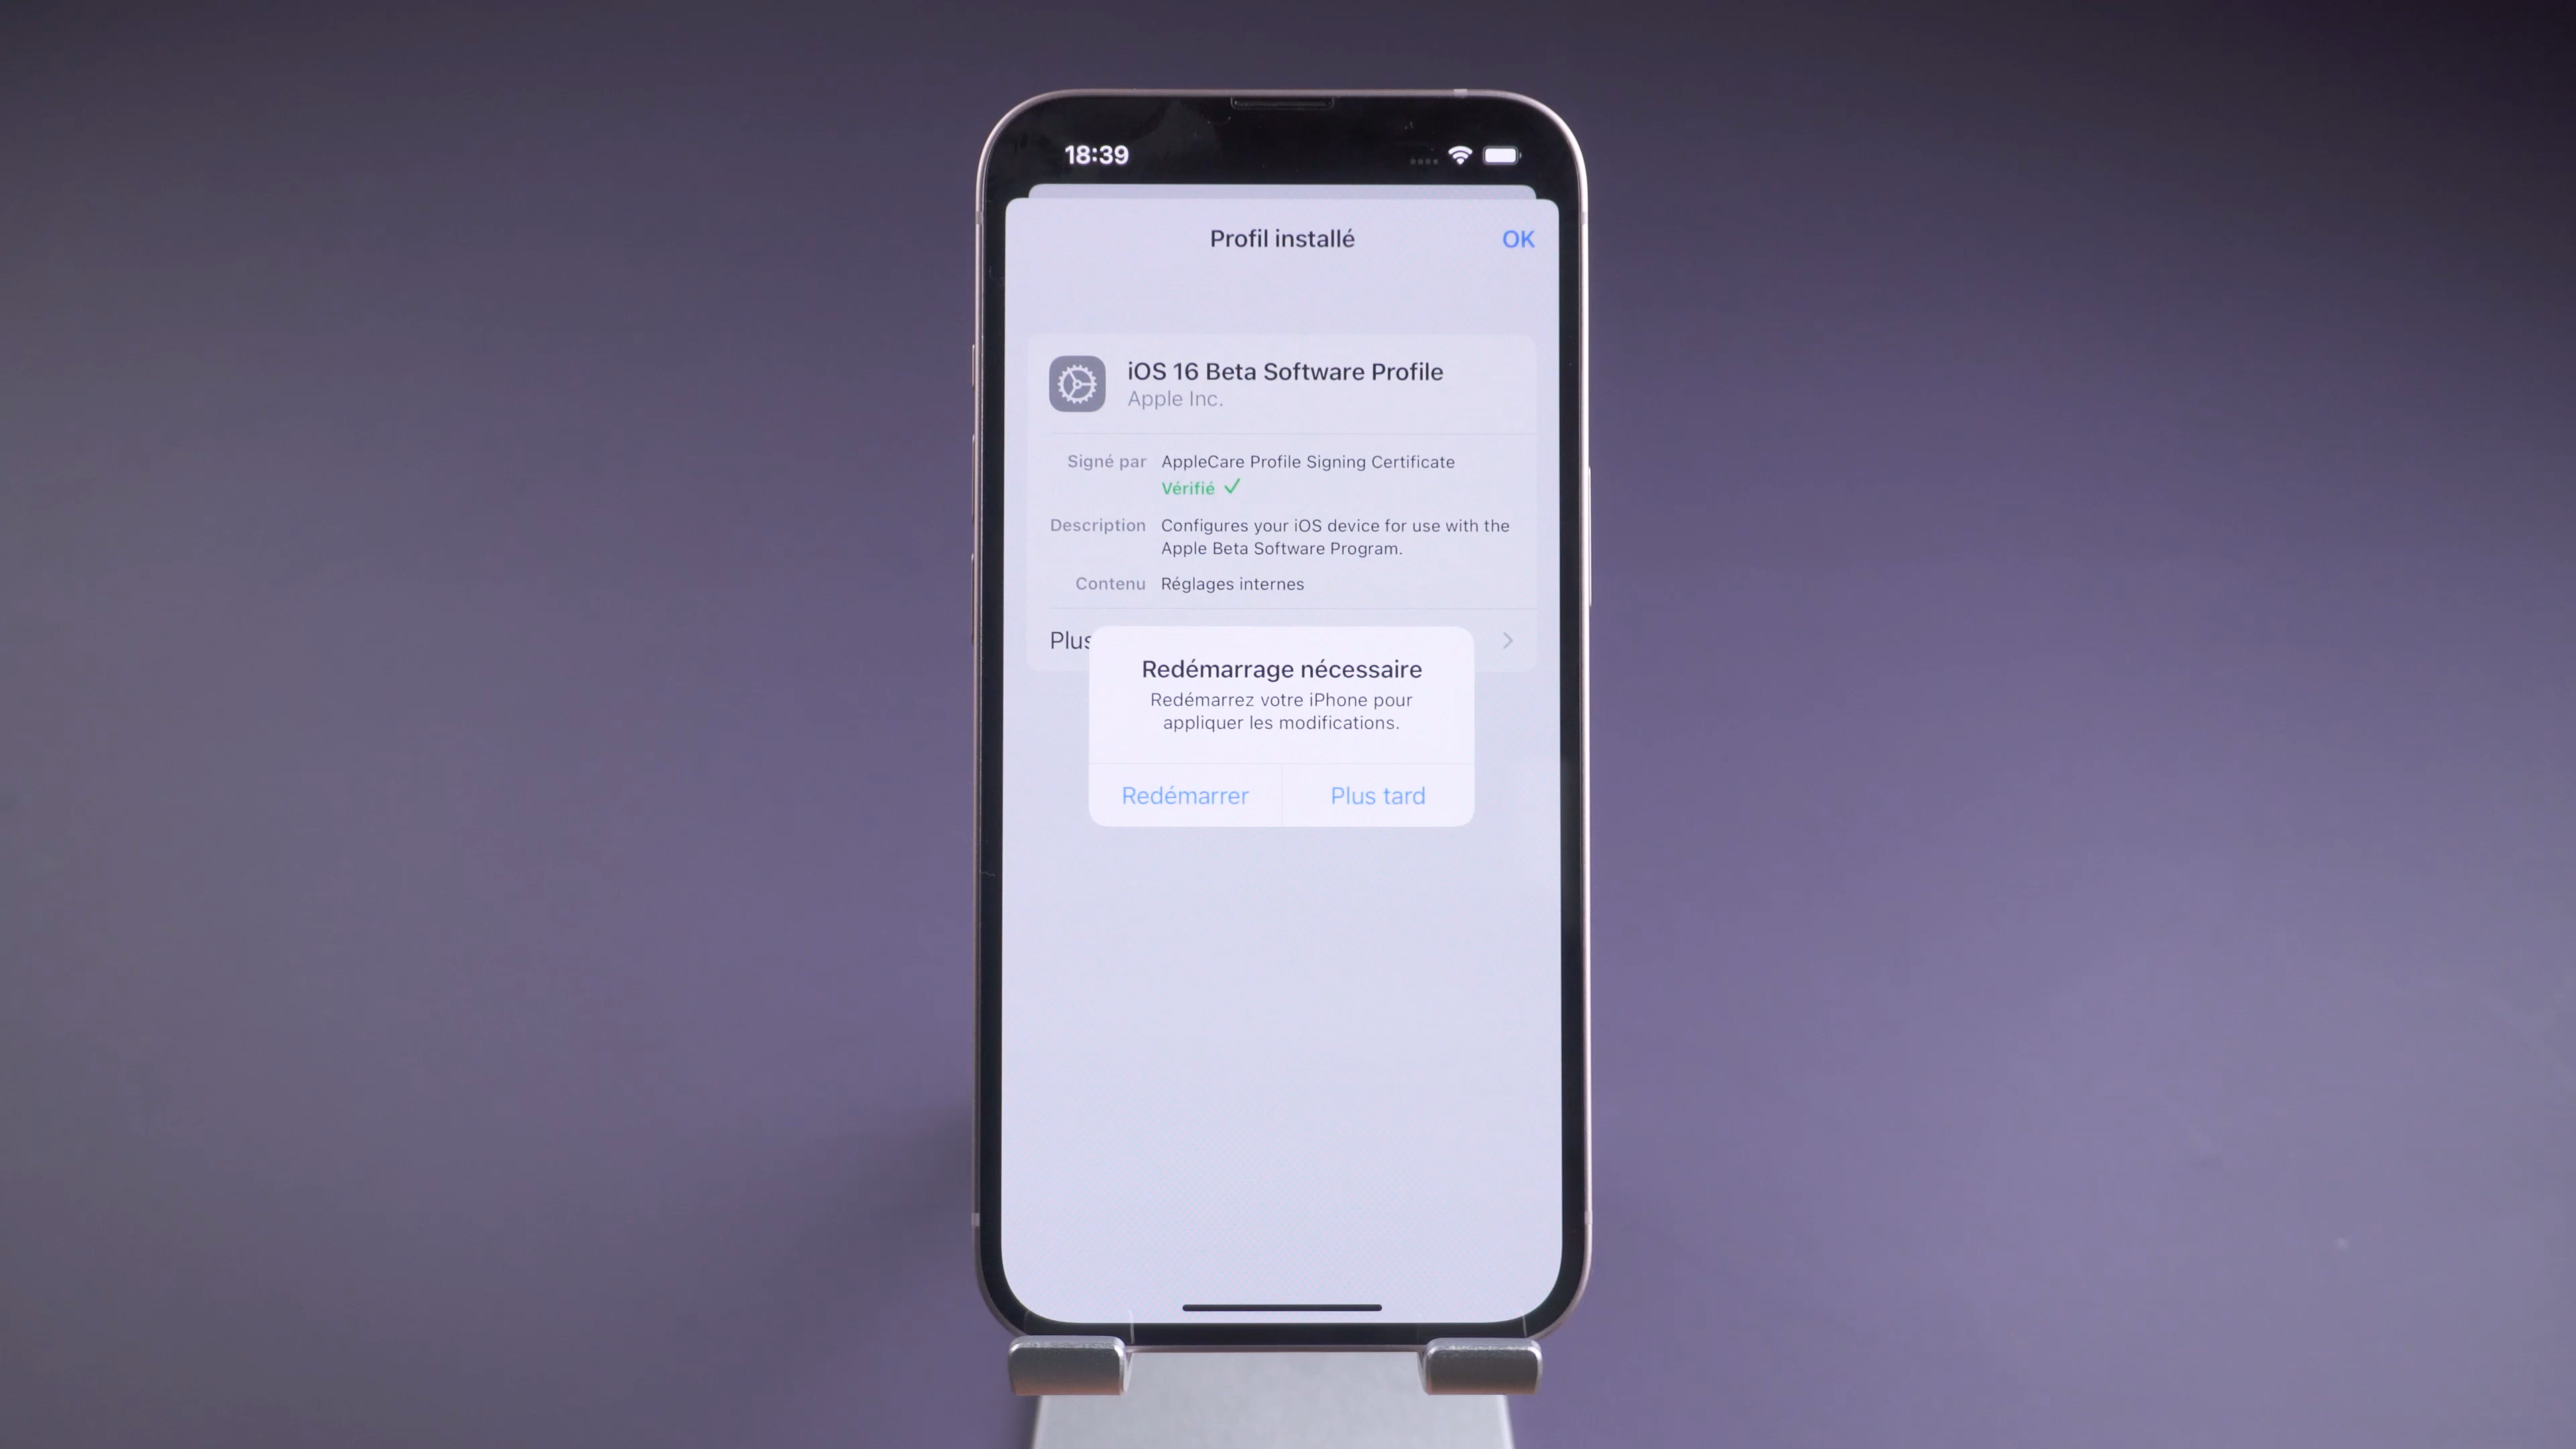 18:39
Profil installé
OK
iOS 16 Beta Software Profile
Apple Inc.
Signé par AppleCare Profile Signing Certificate
Vérifié ✓
Description Configures your iOS device for use with the
Apple Beta Software Program.
Contenu Réglages internes
Plus
Redémarrage nécessaire
Redémarrez votre iPhone pour
appliquer les modifications.
Redémarrer
Plus tard